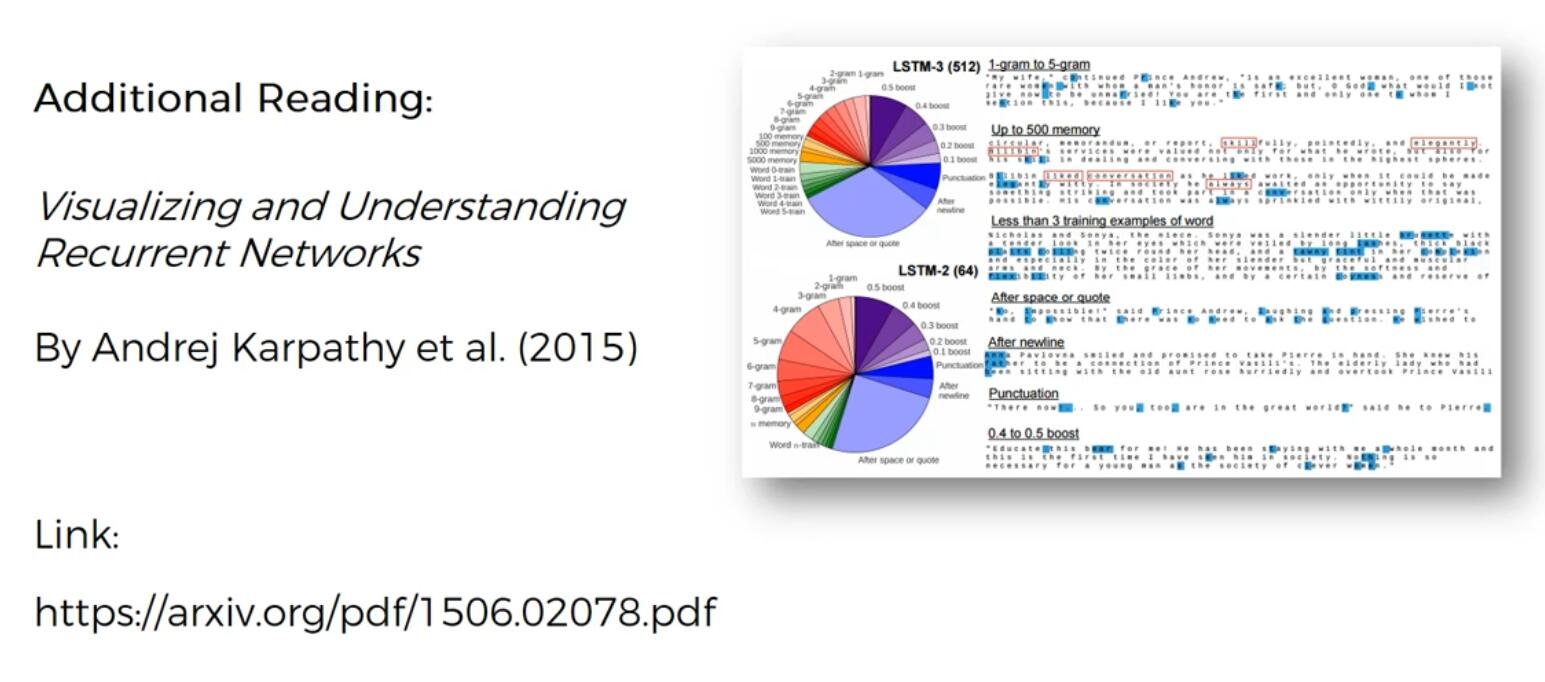 Additional Reading:
Visualizing and Understanding
Recurrent Networks
By Andrej Karpathy et al. (2015)
Link:
https://arxiv.org/pdf/1506.02078.pdf
LSTM-3 (512)
2-gram 1-gram
3-gram
4-gram
5-gram
6-gram
7-gram
8-gram
9-gram
100 memory
500 memory
1000 memory
5000 memory
Word 0-train
Word 1-train
Word 2-train
Word 3-train
Word 4-train
Word 5-train
0.5 boost
0.4 boost
0.3 boost
0.2 boost
0.1 boost
Punctuation
After
newline
After space or quote
LSTM-2 (64)
1-gram
2-gram
3-gram
4-gram
5-gram
6-gram
7-gram
8-gram
9-gram
n memory
Word n-train
0.5 boost
0.4 boost
0.3 boost
0.2 boost
0.1 boost
Punctuation
After
newline
After space or quote
1-gram to 5-gram
"My wife," continued Prince Andrew, "is an excellent woman, one of those
rare women with whom a man's honor is safe; but, O God, what would I not
give now to be unmarried! You are the first and only one to whom I
mention this, because I like you."
Up to 500 memory
circular, memorandum, or report, skillfully, pointedly, and elegantly.
Bilibin's services were valued not only for what he wrote, but also for
his skill in dealing and conversing with those in the highest spheres.
Bilibin liked conversation as he liked work, only when it could be made
elegantly witty. In society he always awaited an opportunity to say
something striking and took part in a conversation only when that was
possible. His conversation was always sprinkled with wittily original,
Less than 3 training examples of word
Nicholas and Sonya, the niece. Sonya was a slender little brunette with
a tender look in her eyes which were veiled by long lashes, thick black
plaits coiling twice round her head, and a tawny tint in her complexion
and especially in the color of her slender but graceful and muscular
arms and neck. By the grace of her movements, by the softness and
flexibility of her small limbs, and by a certain coyness and reserve of
After space or quote
"No, impossible!" said Prince Andrew, laughing and pressing Pierre's
hand to show that there was no need to ask the question. He wished to
After newline
Anna Pavlovna smiled and promised to take Pierre in hand. She knew his
father to be a connection of Prince Vasili's. The elderly lady who had
been sitting with the old aunt rose hurriedly and overtook Prince Vasili
Punctuation
"There now!... So you, too, are in the great world?" said he to Pierre.
0.4 to 0.5 boost
"Educate this bear for me! He has been staying with me a whole month and
this is the first time I have seen him in society. Nothing is so
necessary for a young man as the society of clever women."